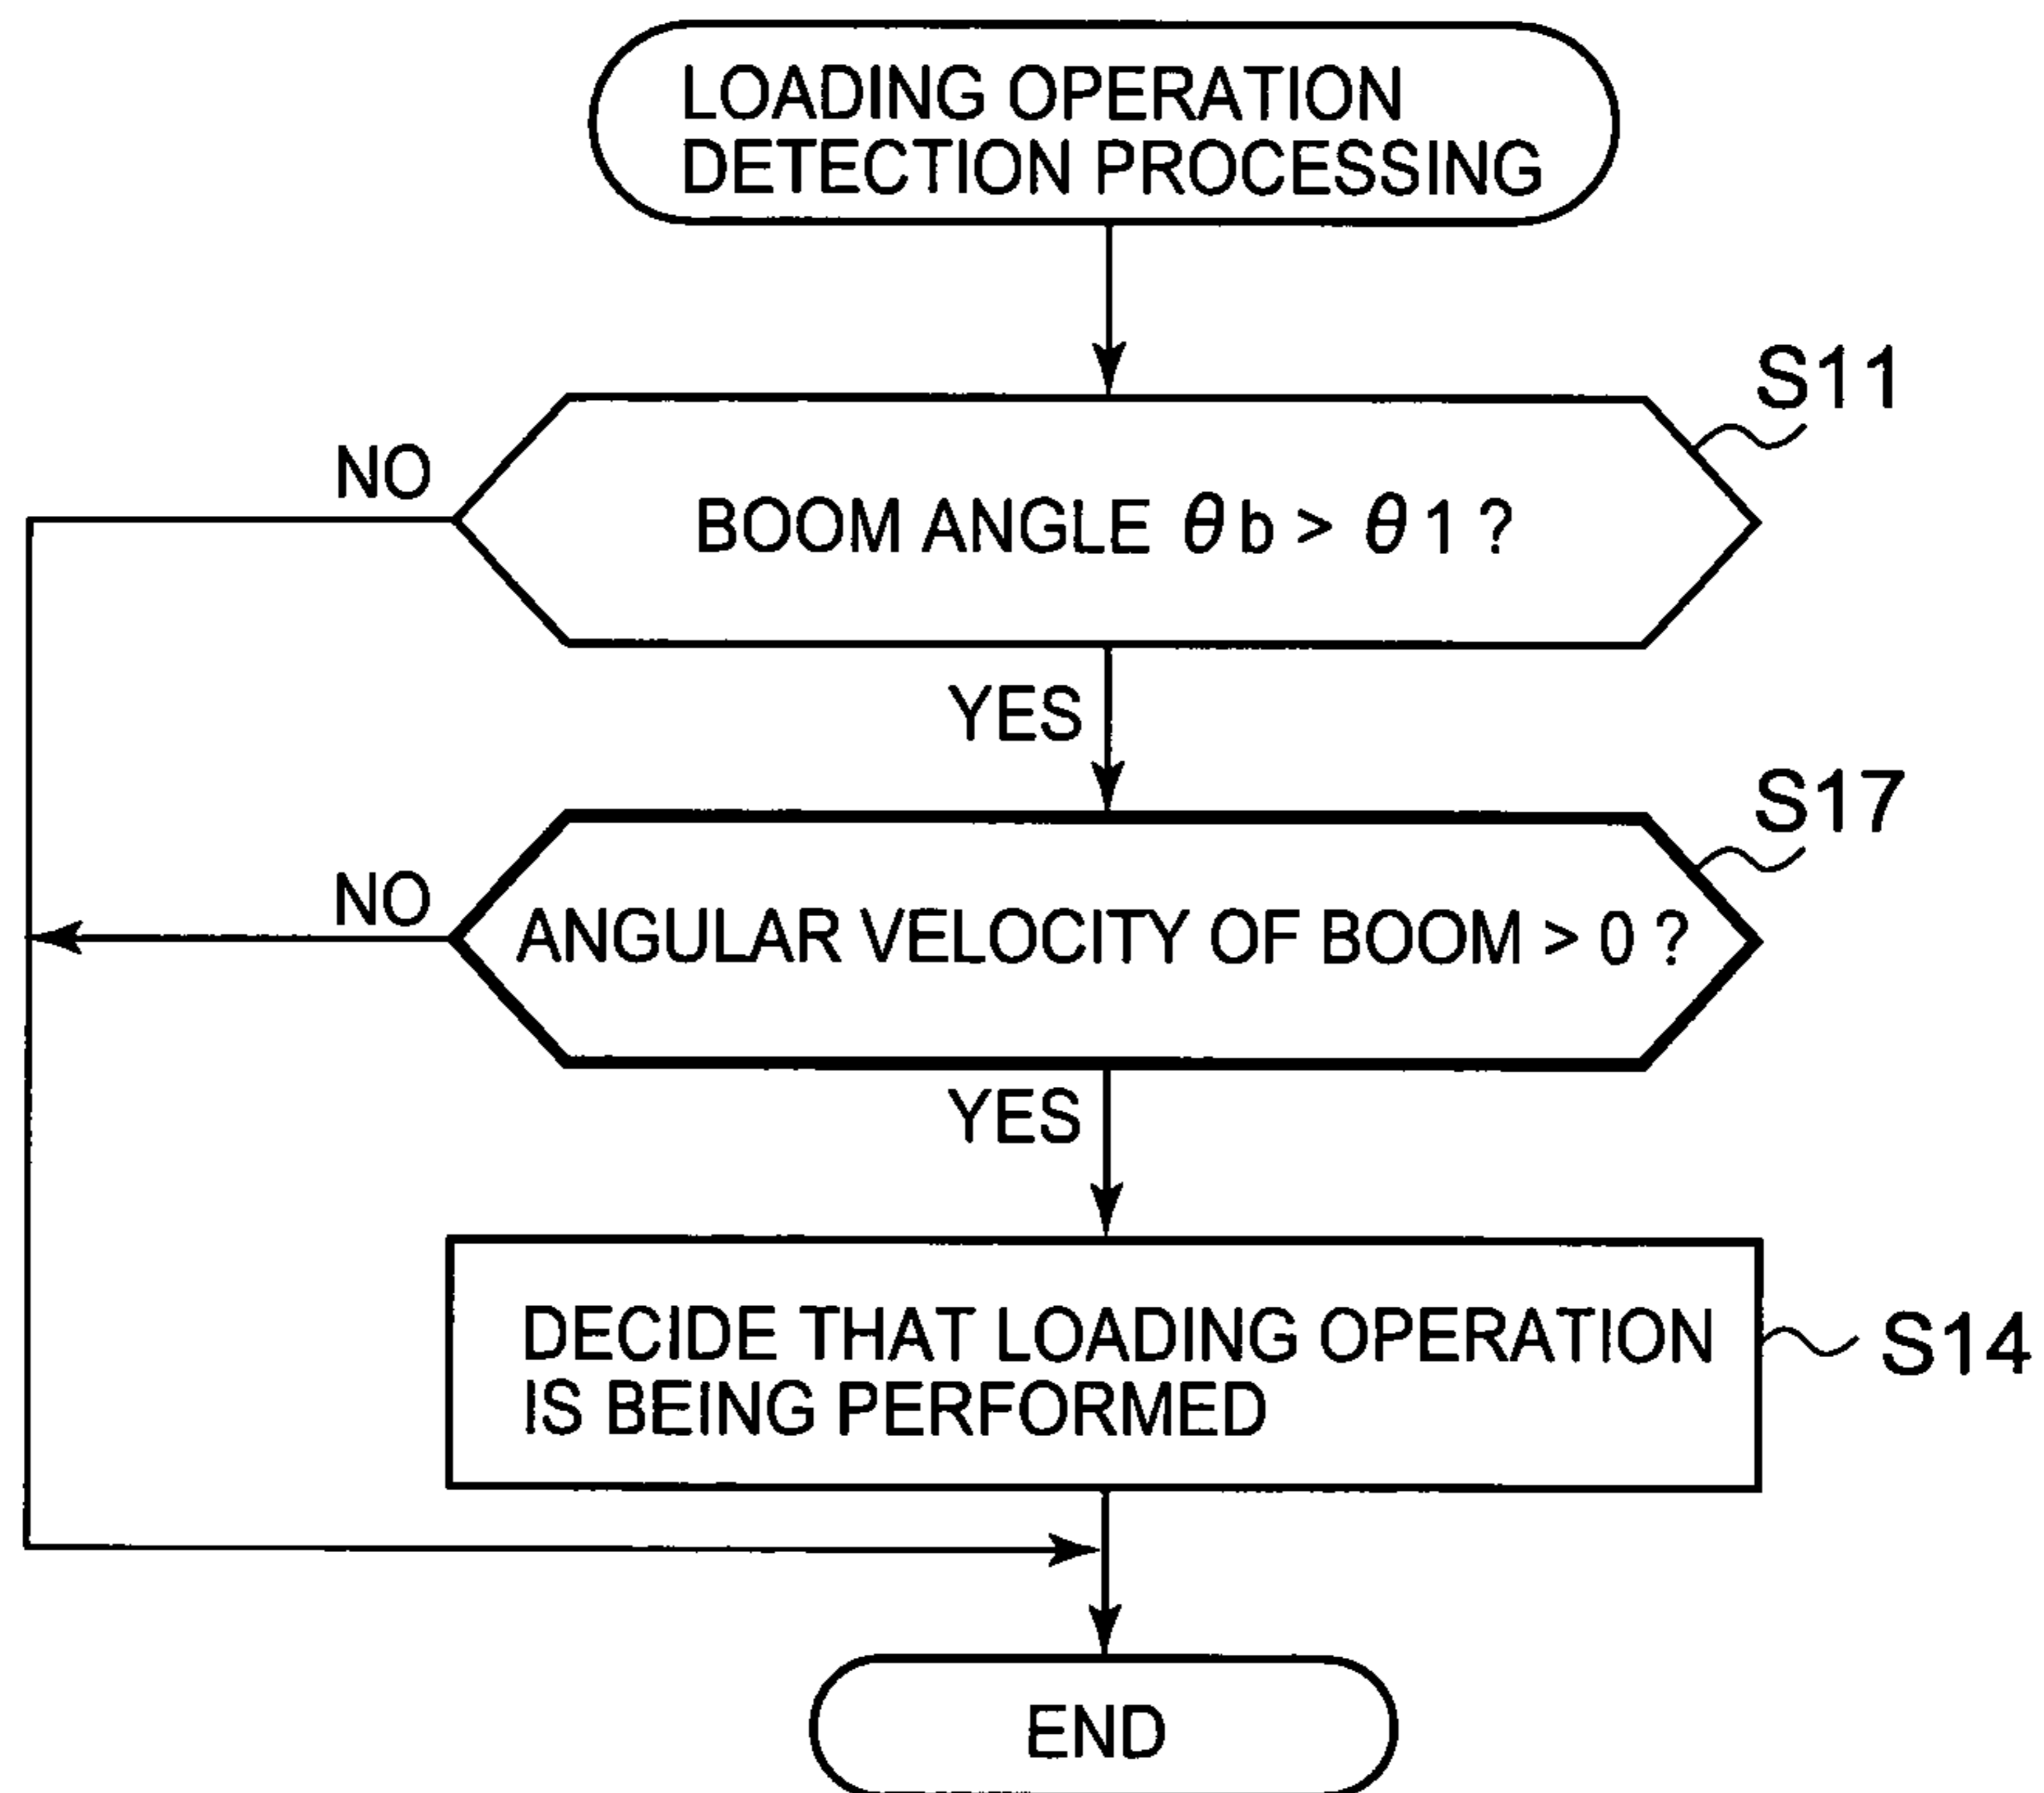 LOADING OPERATION
DETECTION PROCESSING
S11
NO
BOOM ANGLE θb > θ1 ?
YES
S17
NO
ANGULAR VELOCITY OF BOOM > 0 ?
YES
DECIDE THAT LOADING OPERATION
IS BEING PERFORMED
S14
END